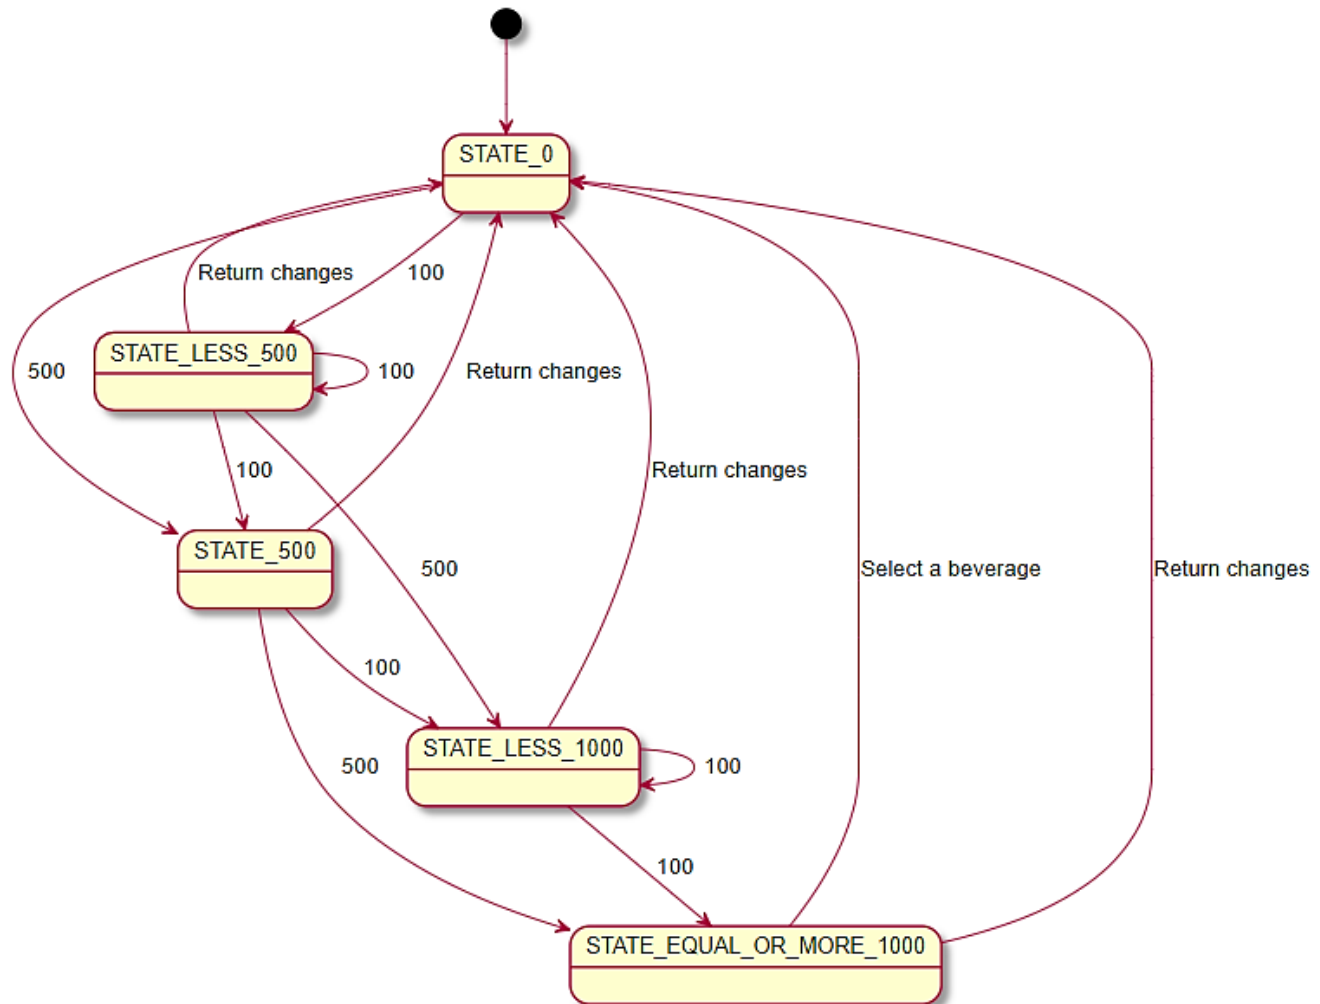 STATE_0
Return changes
100
STATE_LESS_500
500
100
Return changes
100
Return changes
STATE_500
500
Select a beverage
Return changes
100
STATE_LESS_1000
500
100
100
STATE_EQUAL_OR_MORE_1000